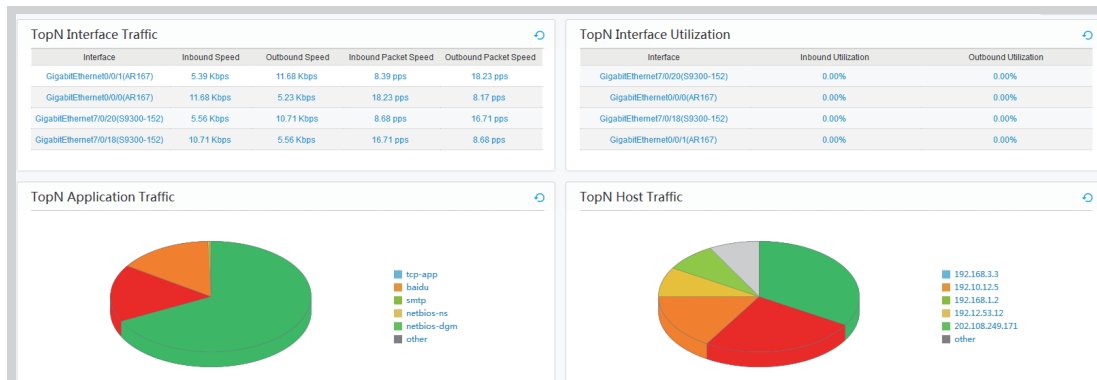 TopN Interface Traffic
Interface Inbound Speed Outbound Speed Inbound Packet Speed Outbound Packet Speed
GigabitEthernet0/0/1(AR167) 5.39 Kbps 11.68 Kbps 8.39 pps 18.23 pps
GigabitEthernet0/0/0(AR167) 11.68 Kbps 5.23 Kbps 18.23 pps 8.17 pps
GigabitEthernet7/0/20(S9300-152) 5.56 Kbps 10.71 Kbps 8.68 pps 16.71 pps
GigabitEthernet7/0/18(S9300-152) 10.71 Kbps 5.56 Kbps 16.71 pps 8.68 pps
TopN Interface Utilization
Interface Inbound Utilization Outbound Utilization
GigabitEthernet7/0/20(S9300-152) 0.00% 0.00%
GigabitEthernet0/0/0(AR167) 0.00% 0.00%
GigabitEthernet7/0/18(S9300-152) 0.00% 0.00%
GigabitEthernet0/0/1(AR167) 0.00% 0.00%
TopN Application Traffic
tcp-app
baidu
smtp
netbios-ns
netbios-dgm
other
TopN Host Traffic
192.168.3.3
192.10.12.5
192.168.1.2
192.12.53.12
202.108.249.171
other